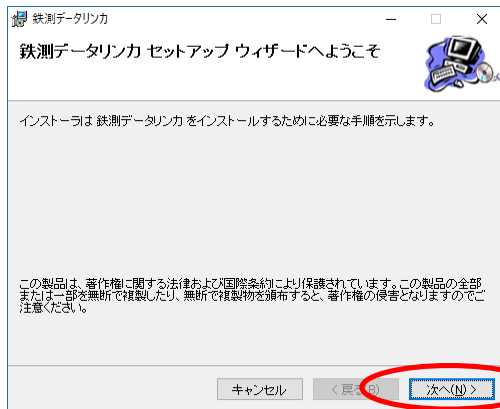 鉄測データリンカ
鉄測データリンカ セットアップ ウィザードへようこそ
インストーラは 鉄測データリンカ をインストールするために必要な手順を示します。
この製品は、著作権に関する法律および国際条約により保護されています。この製品の全部
または一部を無断で複製したり、無断で複製物を頒布すると、著作権の侵害となりますのでご
注意ください。
キャンセル
< 戻る(B)
次へ(N) >